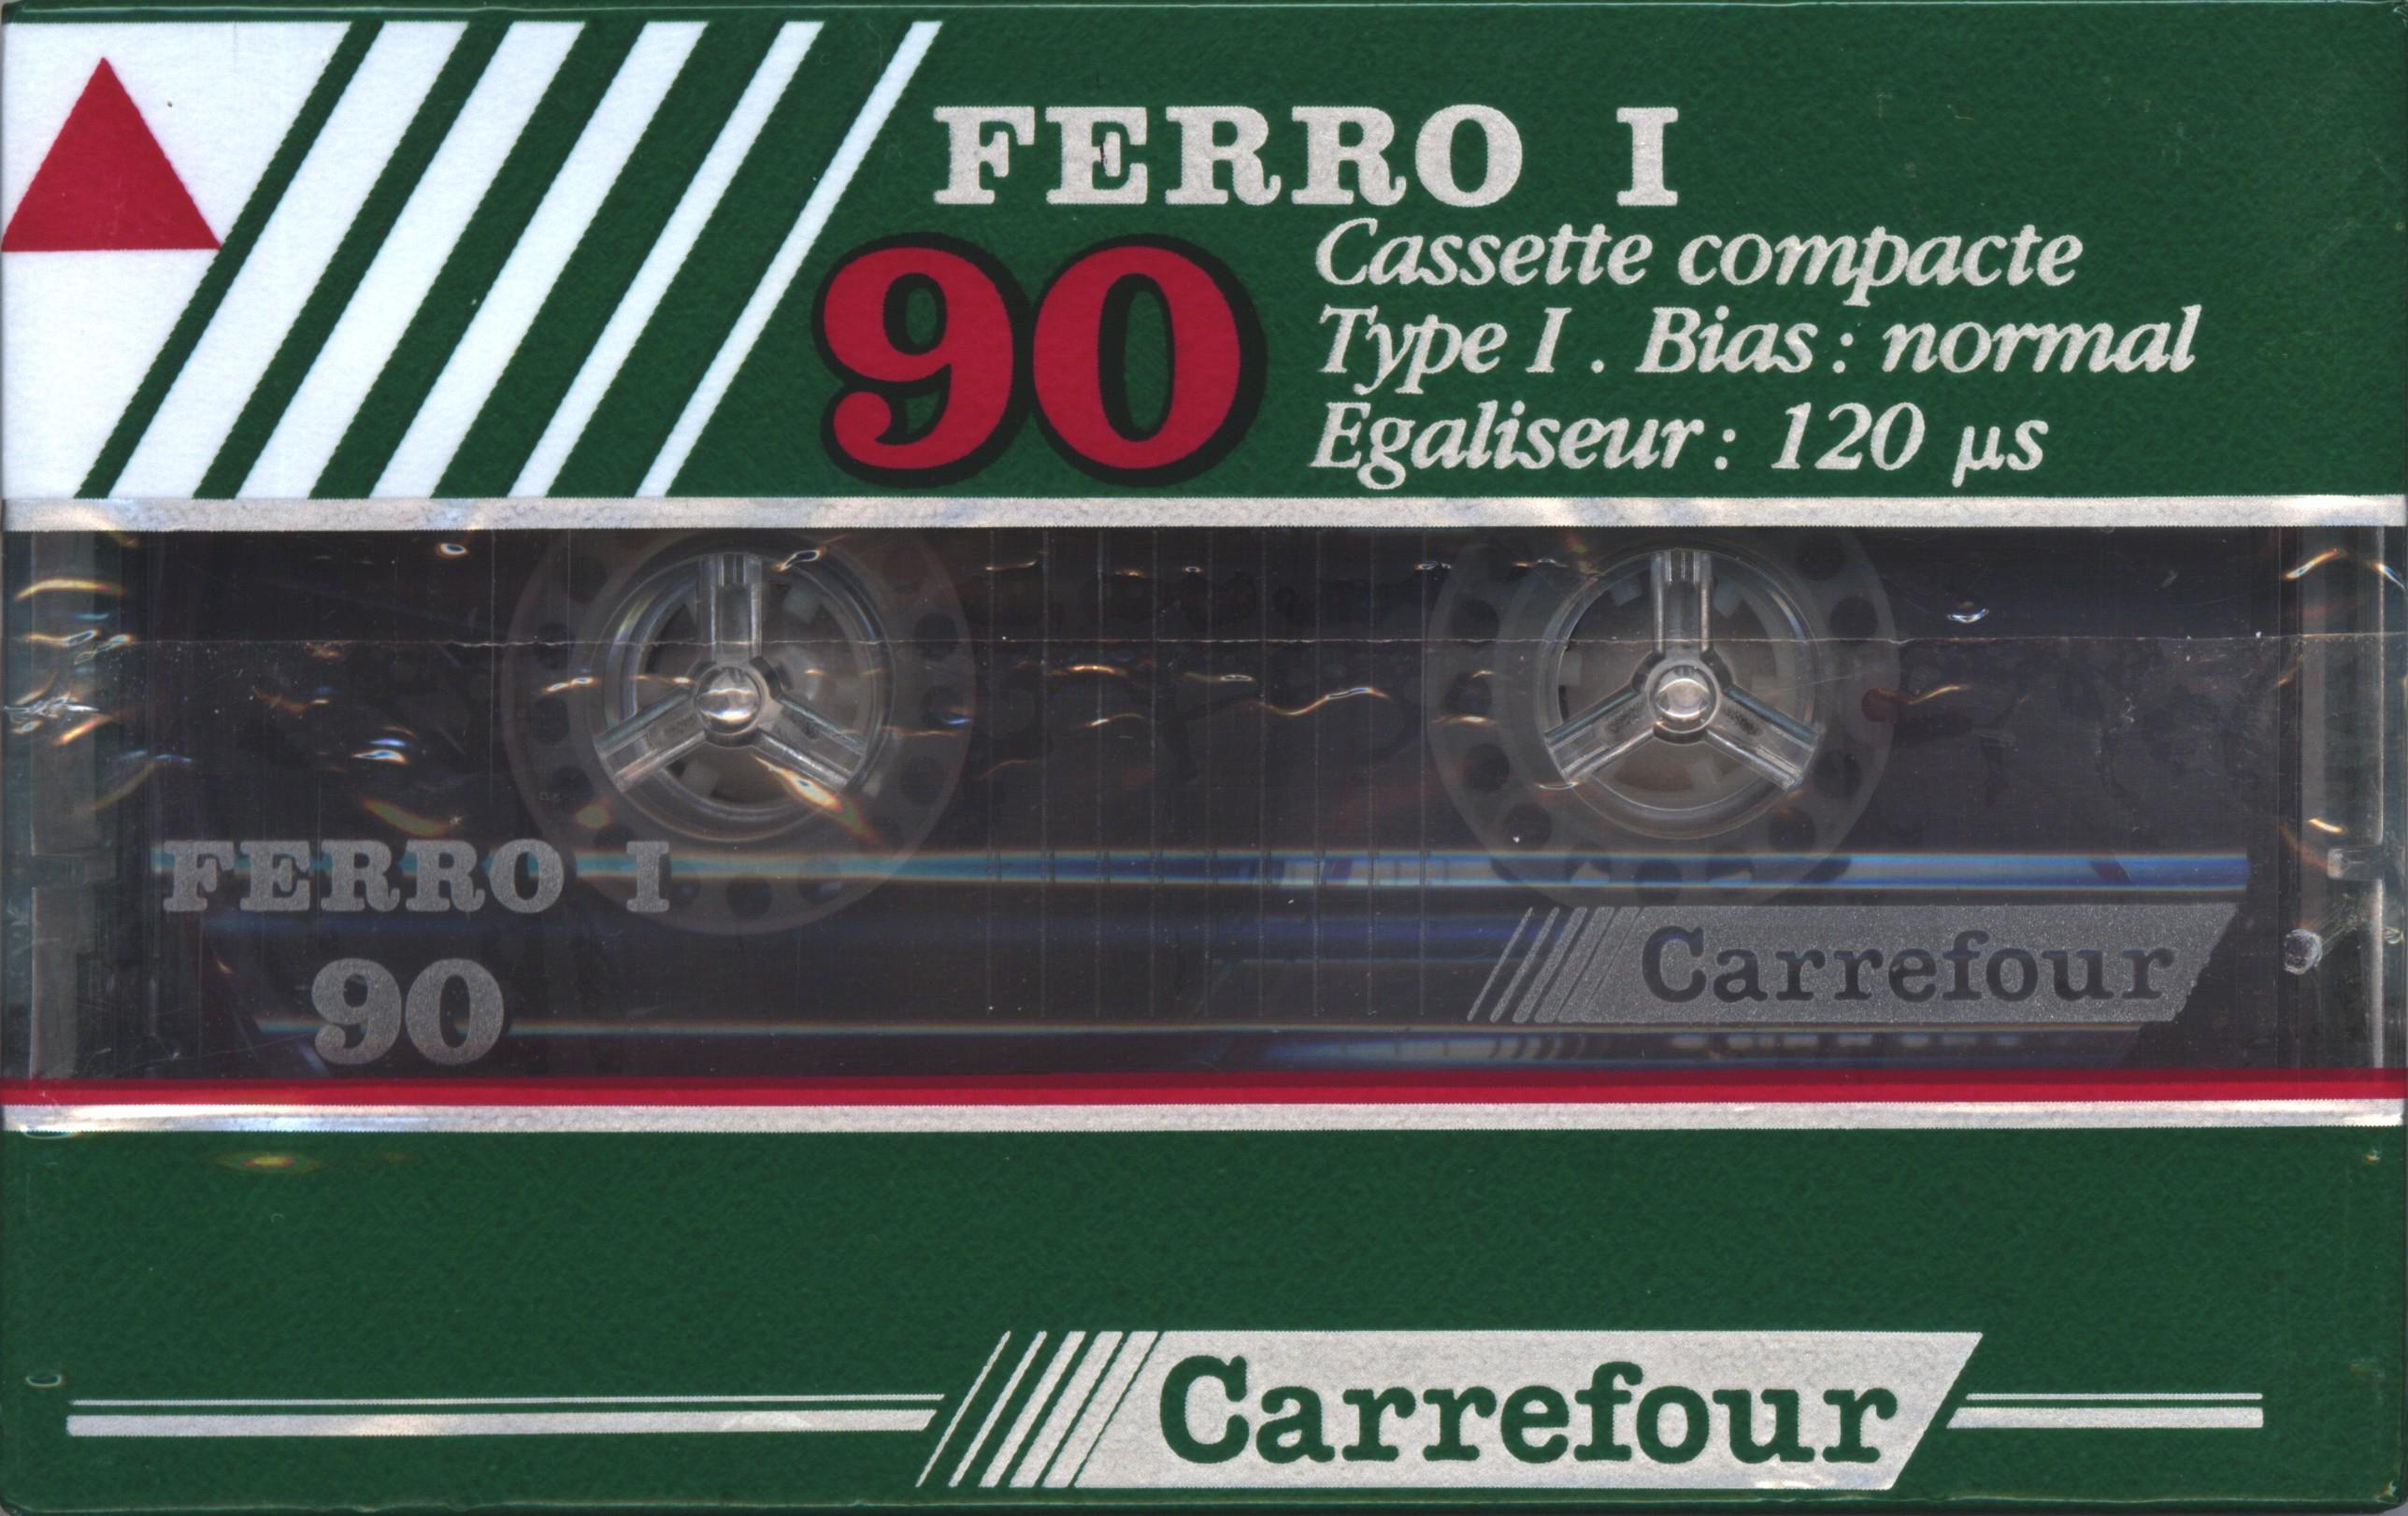 FERRO I
90
Cassette compacte
Type I . Bias : normal
Egaliseur : 120 µs
FERRO I
90
Carrefour
Carrefour